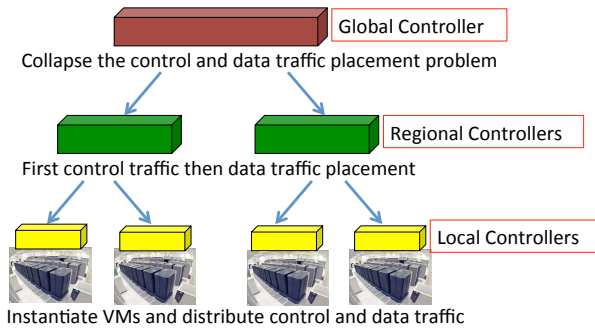 Global Controller
Collapse the control and data traffic placement problem
Regional Controllers
First control traffic then data traffic placement
Local Controllers
Instantiate VMs and distribute control and data traffic